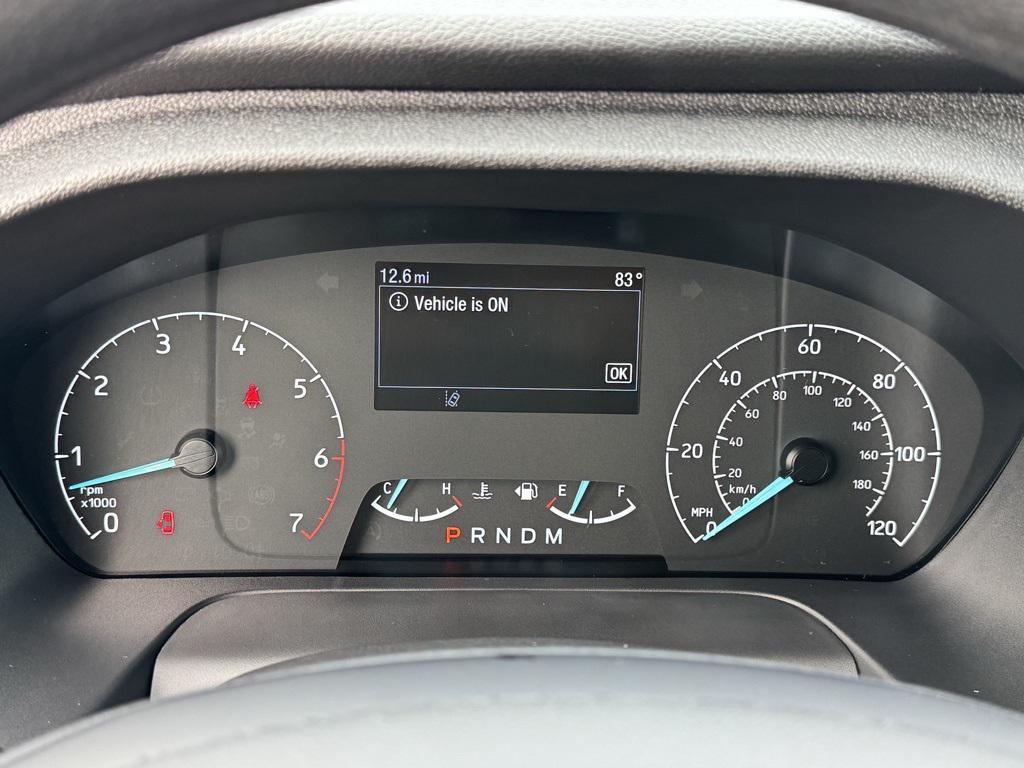 12.6 mi 83°
Vehicle is ON
OK
0 1 2 3 4 5 6 7
rpm
x1000
C H
E F
P R N D M
0 20 40 60 80 100 120
MPH
20 40 60 80 100 120 140 160 180
km/h
0